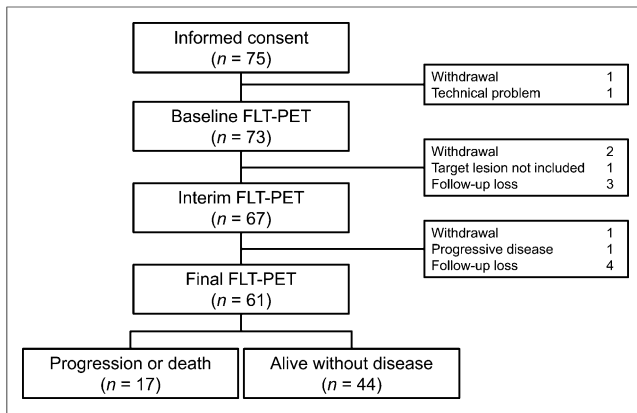 Informed consent
(n = 75)
Withdrawal 1
Technical problem 1
Baseline FLT-PET
(n = 73)
Withdrawal 2
Target lesion not included 1
Follow-up loss 3
Interim FLT-PET
(n = 67)
Withdrawal 1
Progressive disease 1
Follow-up loss 4
Final FLT-PET
(n = 61)
Progression or death
(n = 17)
Alive without disease
(n = 44)